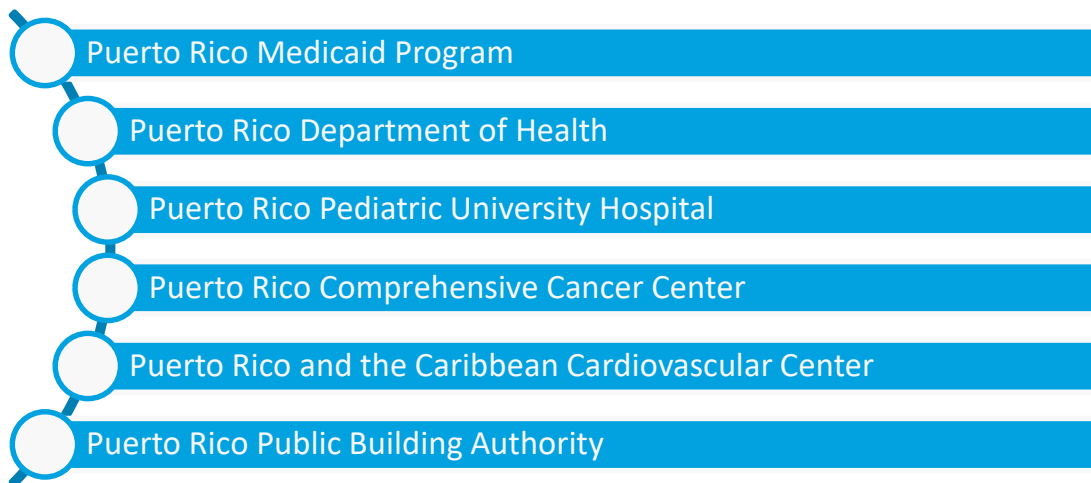 Puerto Rico Medicaid Program
Puerto Rico Department of Health
Puerto Rico Pediatric University Hospital
Puerto Rico Comprehensive Cancer Center
Puerto Rico and the Caribbean Cardiovascular Center
Puerto Rico Public Building Authority